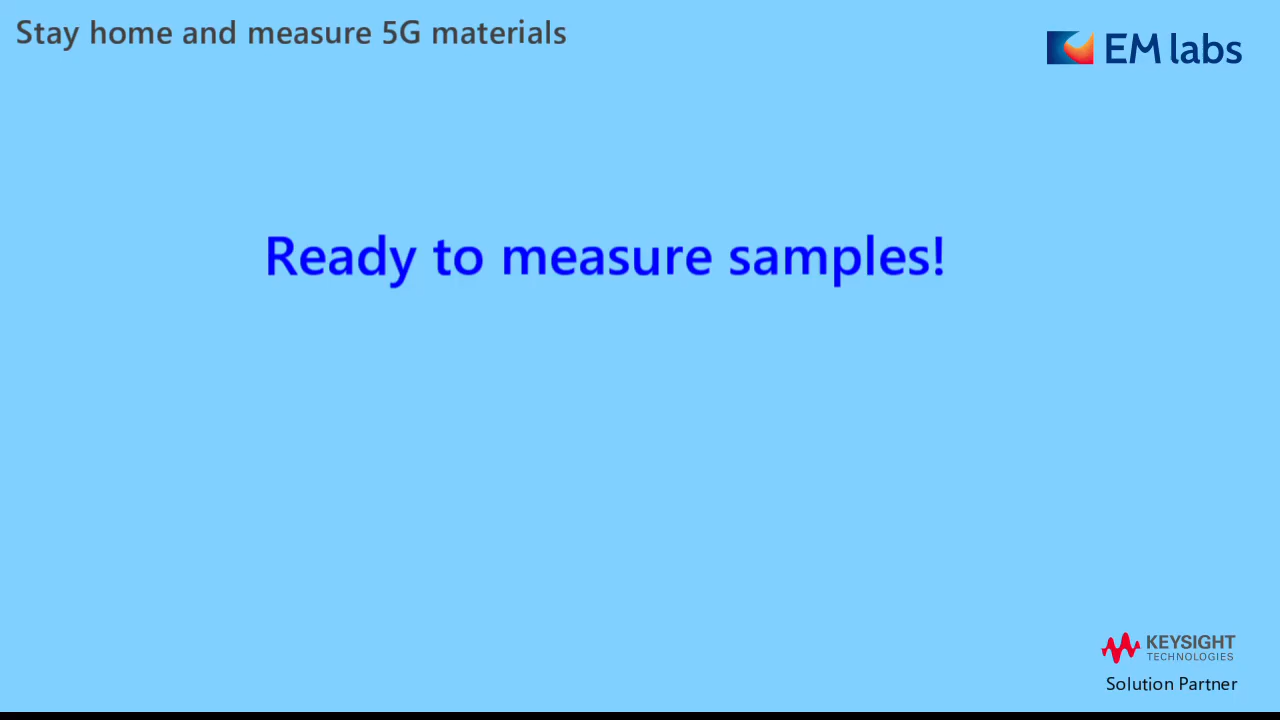 Stay home and measure 5G materials
EM labs
Ready to measure samples!
KEYSIGHT
TECHNOLOGIES
Solution Partner